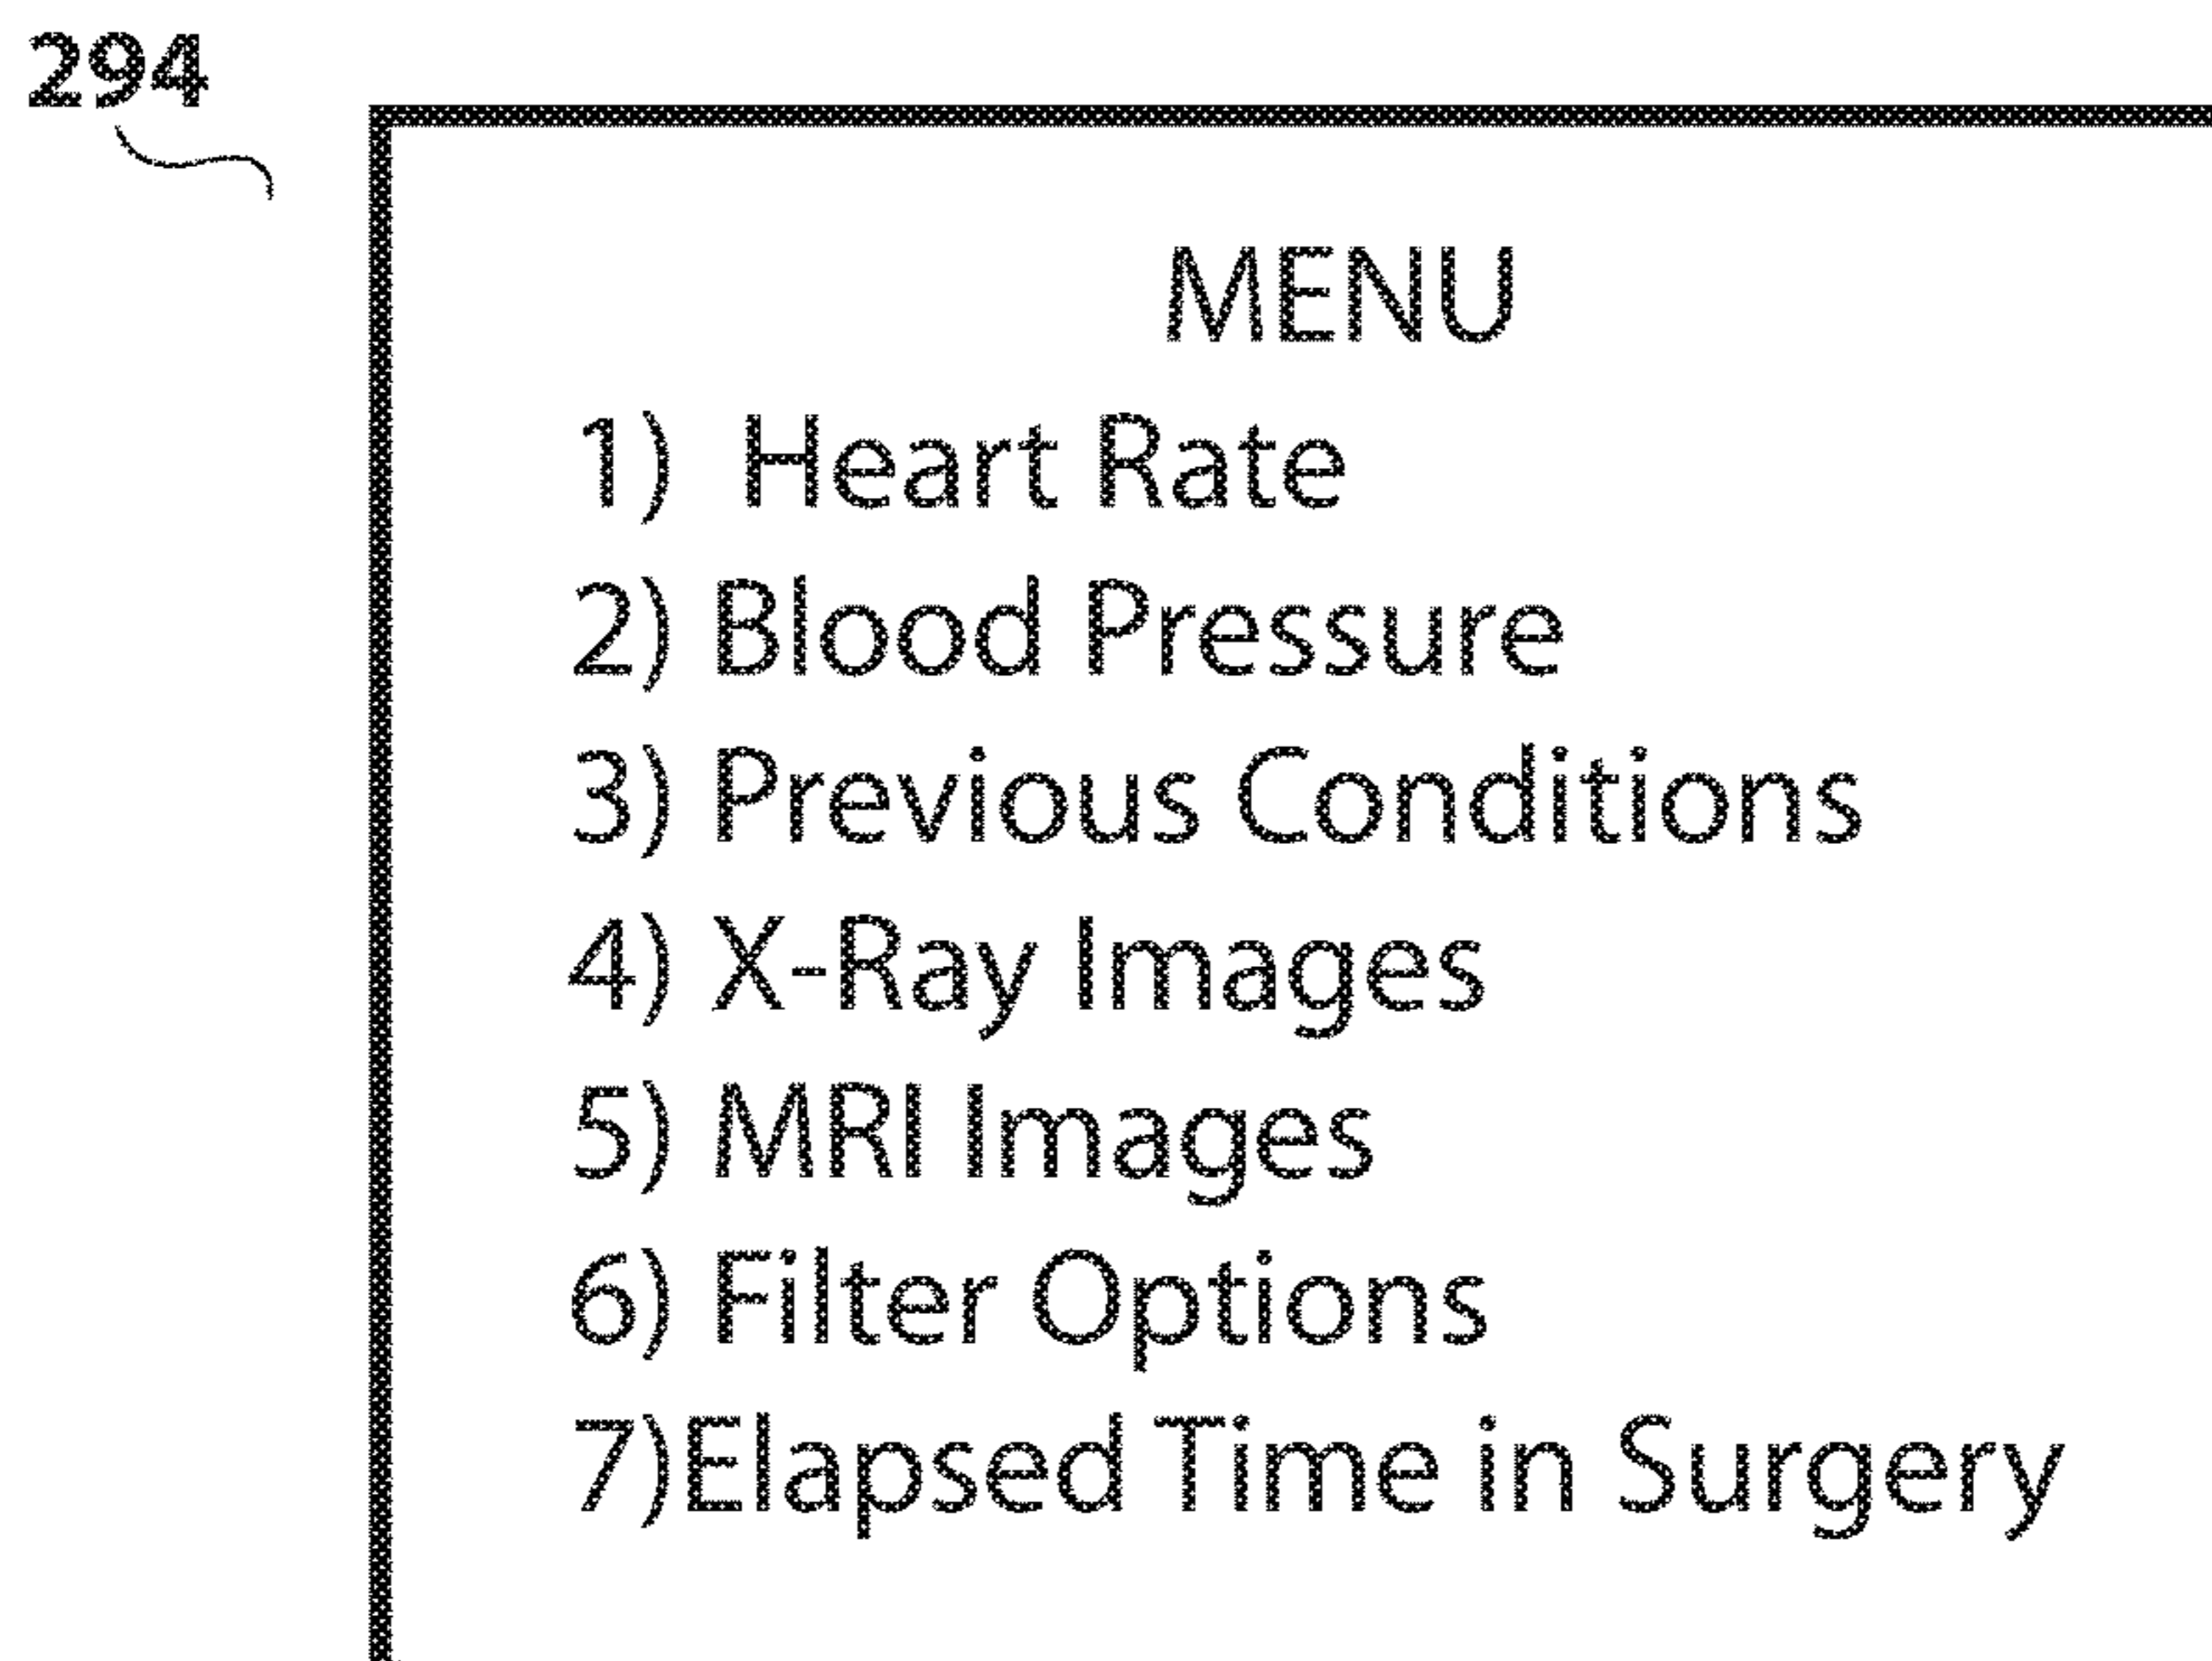 294
MENU
1) Heart Rate
2) Blood Pressure
3) Previous Conditions
4) X-Ray Images
5) MRI Images
6) Filter Options
7)Elapsed Time in Surgery